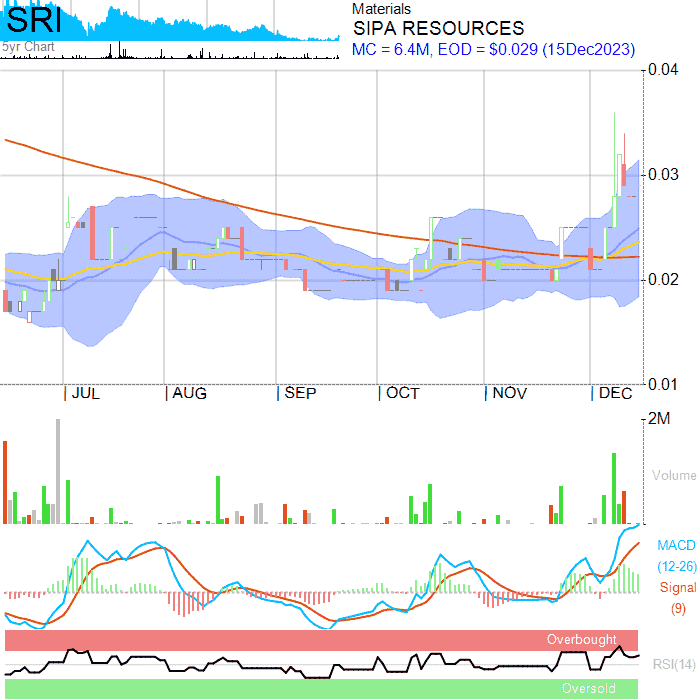 SRI
5yr Chart
Materials
SIPA RESOURCES
MC = 6.4M, EOD = $0.029 (15Dec2023)
0.04
0.03
0.02
0.01
JUL
AUG
SEP
OCT
NOV
DEC
2M
Volume
MACD
(12-26)
Signal
(9)
Overbought
RSI(14)
Oversold